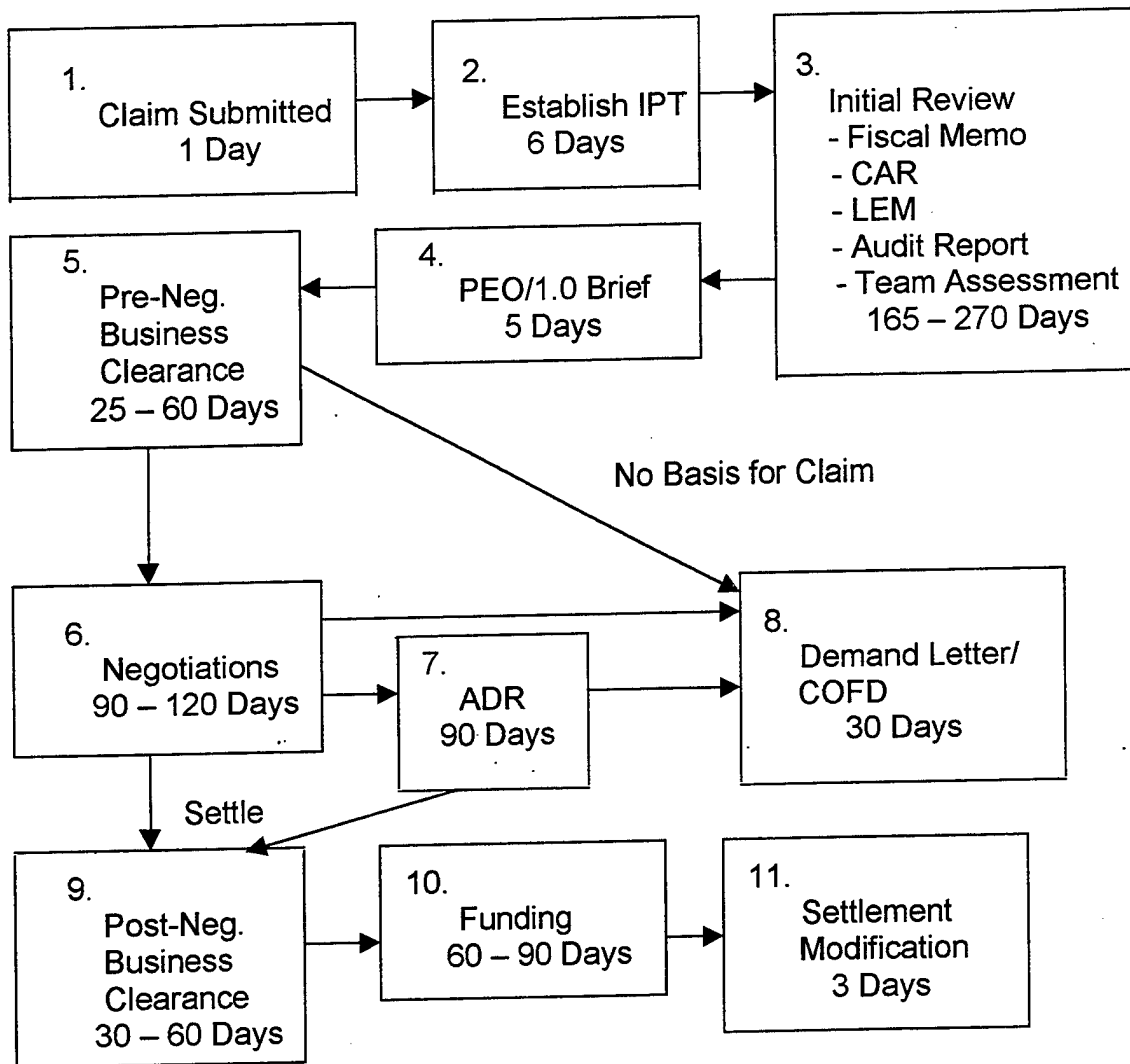 1.
Claim Submitted
1 Day
2.
Establish IPT
6 Days
3.
Initial Review
- Fiscal Memo
- CAR
- LEM
- Audit Report
- Team Assessment
165 – 270 Days
4.
PEO/1.0 Brief
5 Days
5.
Pre-Neg.
Business
Clearance
25 – 60 Days
No Basis for Claim
6.
Negotiations
90 – 120 Days
7.
ADR
90 Days
8.
Demand Letter/
COFD
30 Days
Settle
9.
Post-Neg.
Business
Clearance
30 – 60 Days
10.
Funding
60 – 90 Days
11.
Settlement
Modification
3 Days